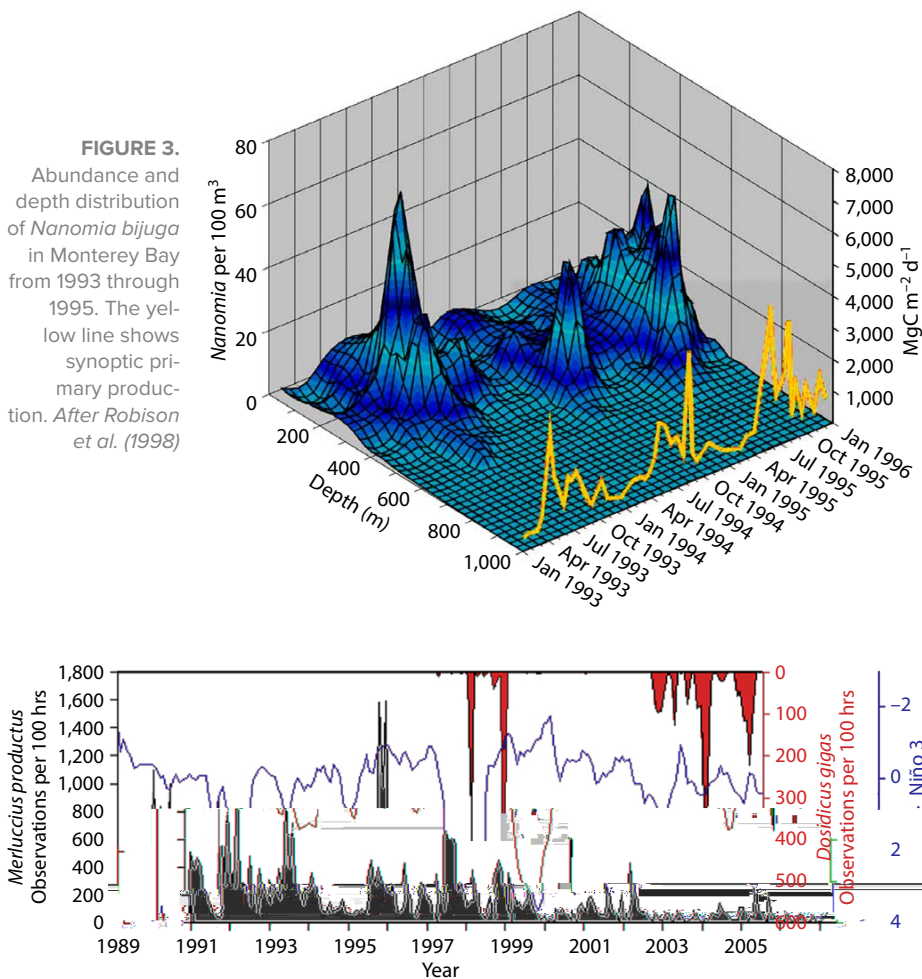 FIGURE 3.
Abundance and
depth distribution
of Nanomia bijuga
in Monterey Bay
from 1993 through
1995. The yel-
low line shows
synoptic pri-
mary produc-
tion. After Robison
et al. (1998)
80
60
40
20
0
Nanomia per 100 m³
200
400
600
800
1,000
Depth (m)
8,000
7,000
6,000
5,000
4,000
3,000
2,000
1,000
MgC m⁻² d⁻¹
Jan 1996
Oct 1995
Jul 1995
Apr 1995
Jan 1995
Oct 1994
Jul 1994
Apr 1994
Jan 1994
Oct 1993
Jul 1993
Apr 1993
Jan 1993
Merluccius productus
Observations per 100 hrs
1,800
1,600
1,400
1,200
1,000
800
600
400
200
0
1989 1991 1993 1995 1997 1999 2001 2003 2005
Year
0
100
200
300
400
500
600
Dosidicus gigas
Observations per 100 hrs
−2
0
2
4
Niño 3